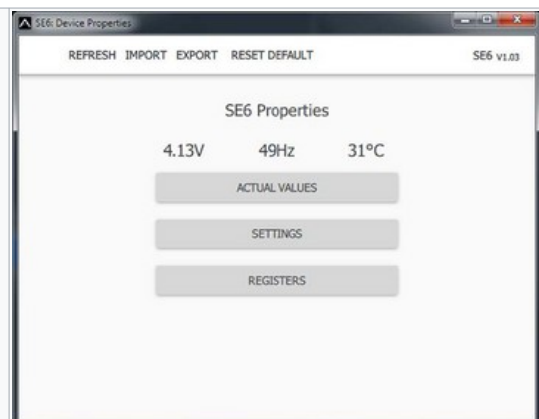 SE6: Device Properties
REFRESH IMPORT EXPORT RESET DEFAULT SE6 V1.03
SE6 Properties
4.13V 49Hz 31°C
ACTUAL VALUES
SETTINGS
REGISTERS